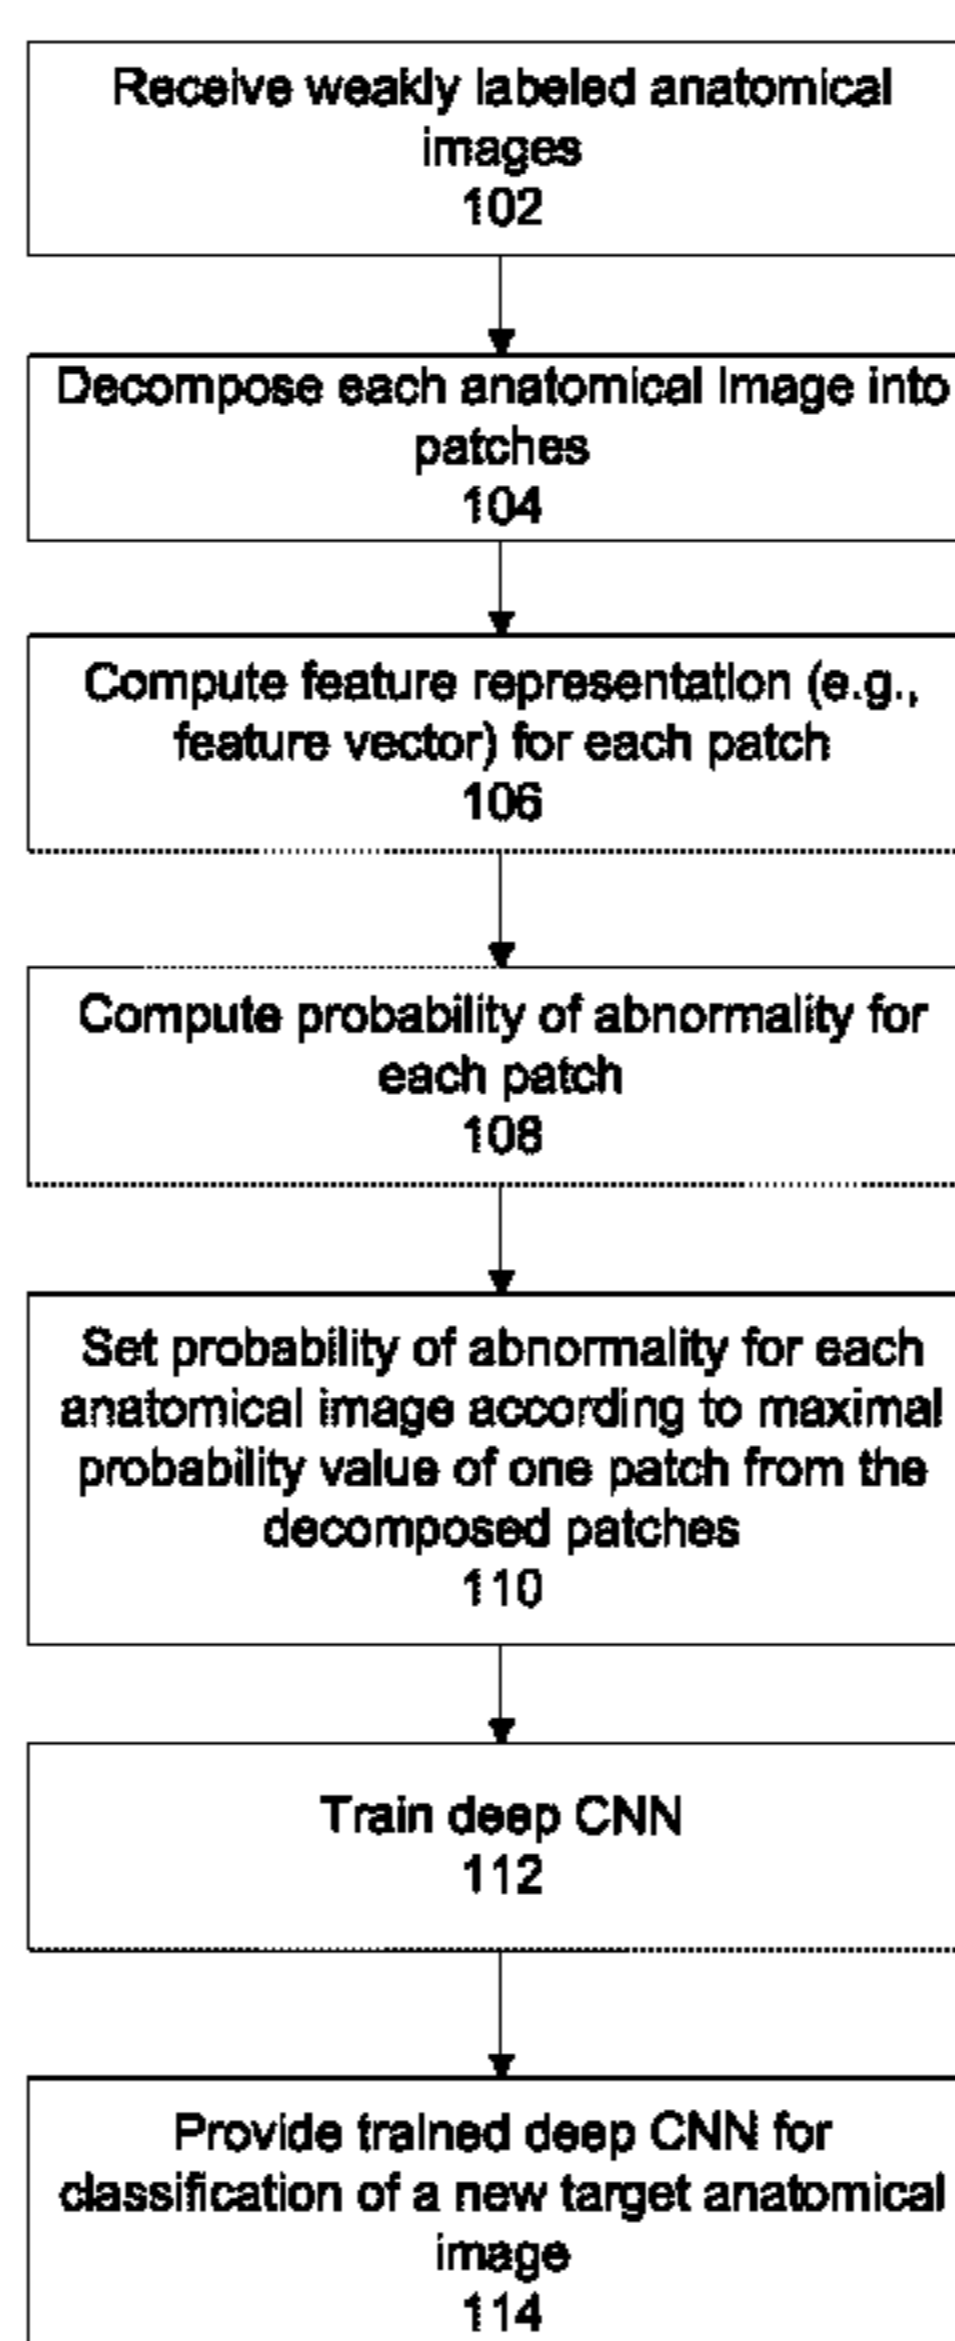 Receive weakly labeled anatomical
images
102
Decompose each anatomical Image into
patches
104
Compute feature representation (e.g.,
feature vector) for each patch
106
Compute probability of abnormality for
each patch
108
Set probability of abnormality for each
anatomical image according to maximal
probability value of one patch from the
decomposed patches
110
Train deep CNN
112
Provide trained deep CNN for
classification of a new target anatomical
image
114